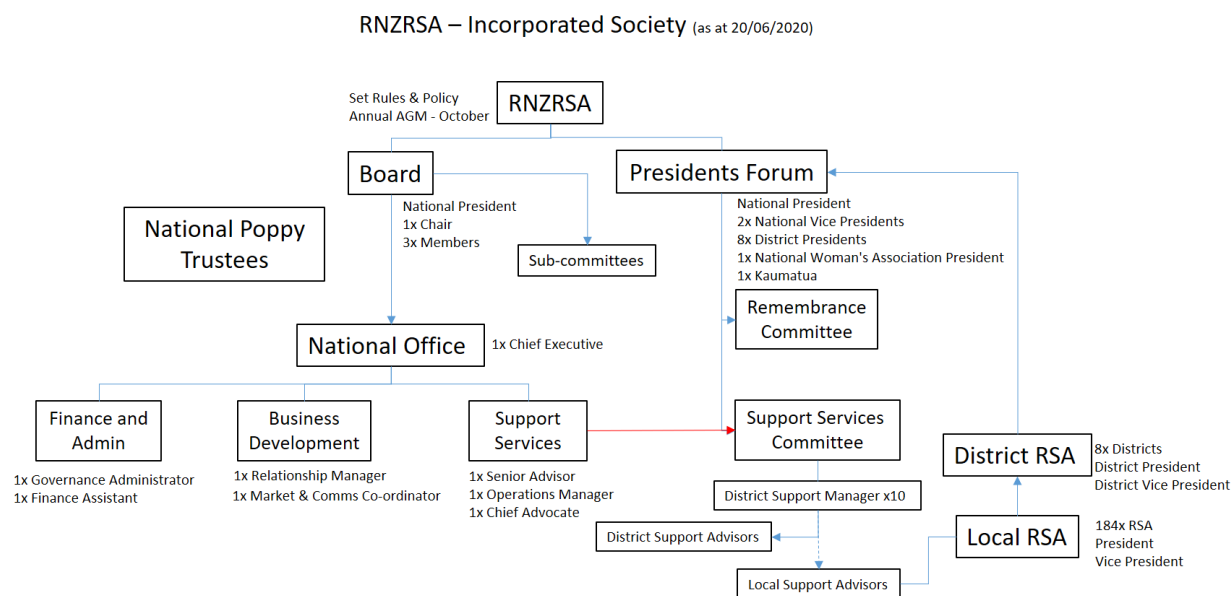 RNZRSA – Incorporated Society (as at 20/06/2020)
Set Rules & Policy
Annual AGM - October
RNZRSA
Board
National President
1x Chair
3x Members
Presidents Forum
National President
2x National Vice Presidents
8x District Presidents
1x National Woman's Association President
1x Kaumatua
National Poppy
Trustees
Sub-committees
Remembrance
Committee
National Office
1x Chief Executive
Finance and
Admin
1x Governance Administrator
1x Finance Assistant
Business
Development
1x Relationship Manager
1x Market & Comms Co-ordinator
Support
Services
1x Senior Advisor
1x Operations Manager
1x Chief Advocate
Support Services
Committee
District Support Manager x10
District Support Advisors
Local Support Advisors
District RSA
8x Districts
District President
District Vice President
Local RSA
184x RSA
President
Vice President